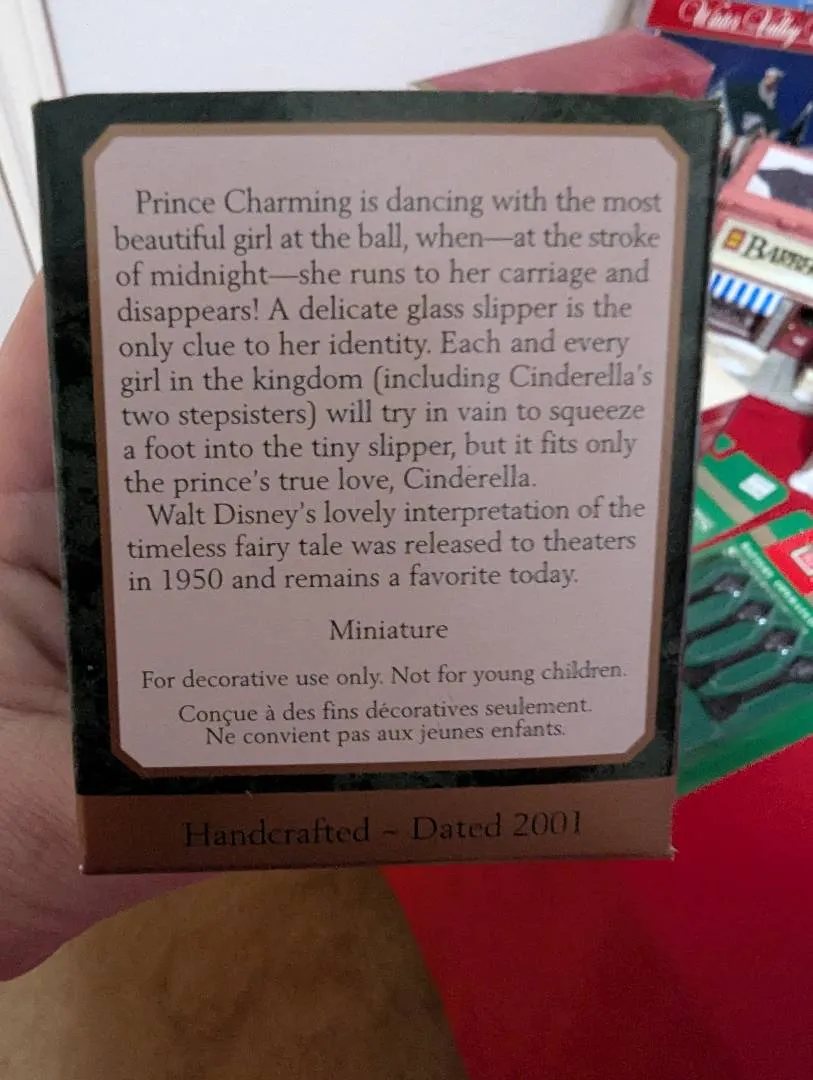 Winter Valley
BARBER
Prince Charming is dancing with the most
beautiful girl at the ball, when—at the stroke
of midnight—she runs to her carriage and
disappears! A delicate glass slipper is the
only clue to her identity. Each and every
girl in the kingdom (including Cinderella's
two stepsisters) will try in vain to squeeze
a foot into the tiny slipper, but it fits only
the prince's true love, Cinderella.
Walt Disney's lovely interpretation of the
timeless fairy tale was released to theaters
in 1950 and remains a favorite today.
Miniature
For decorative use only. Not for young children.
Conçue à des fins décoratives seulement.
Ne convient pas aux jeunes enfants.
Handcrafted ~ Dated 2001